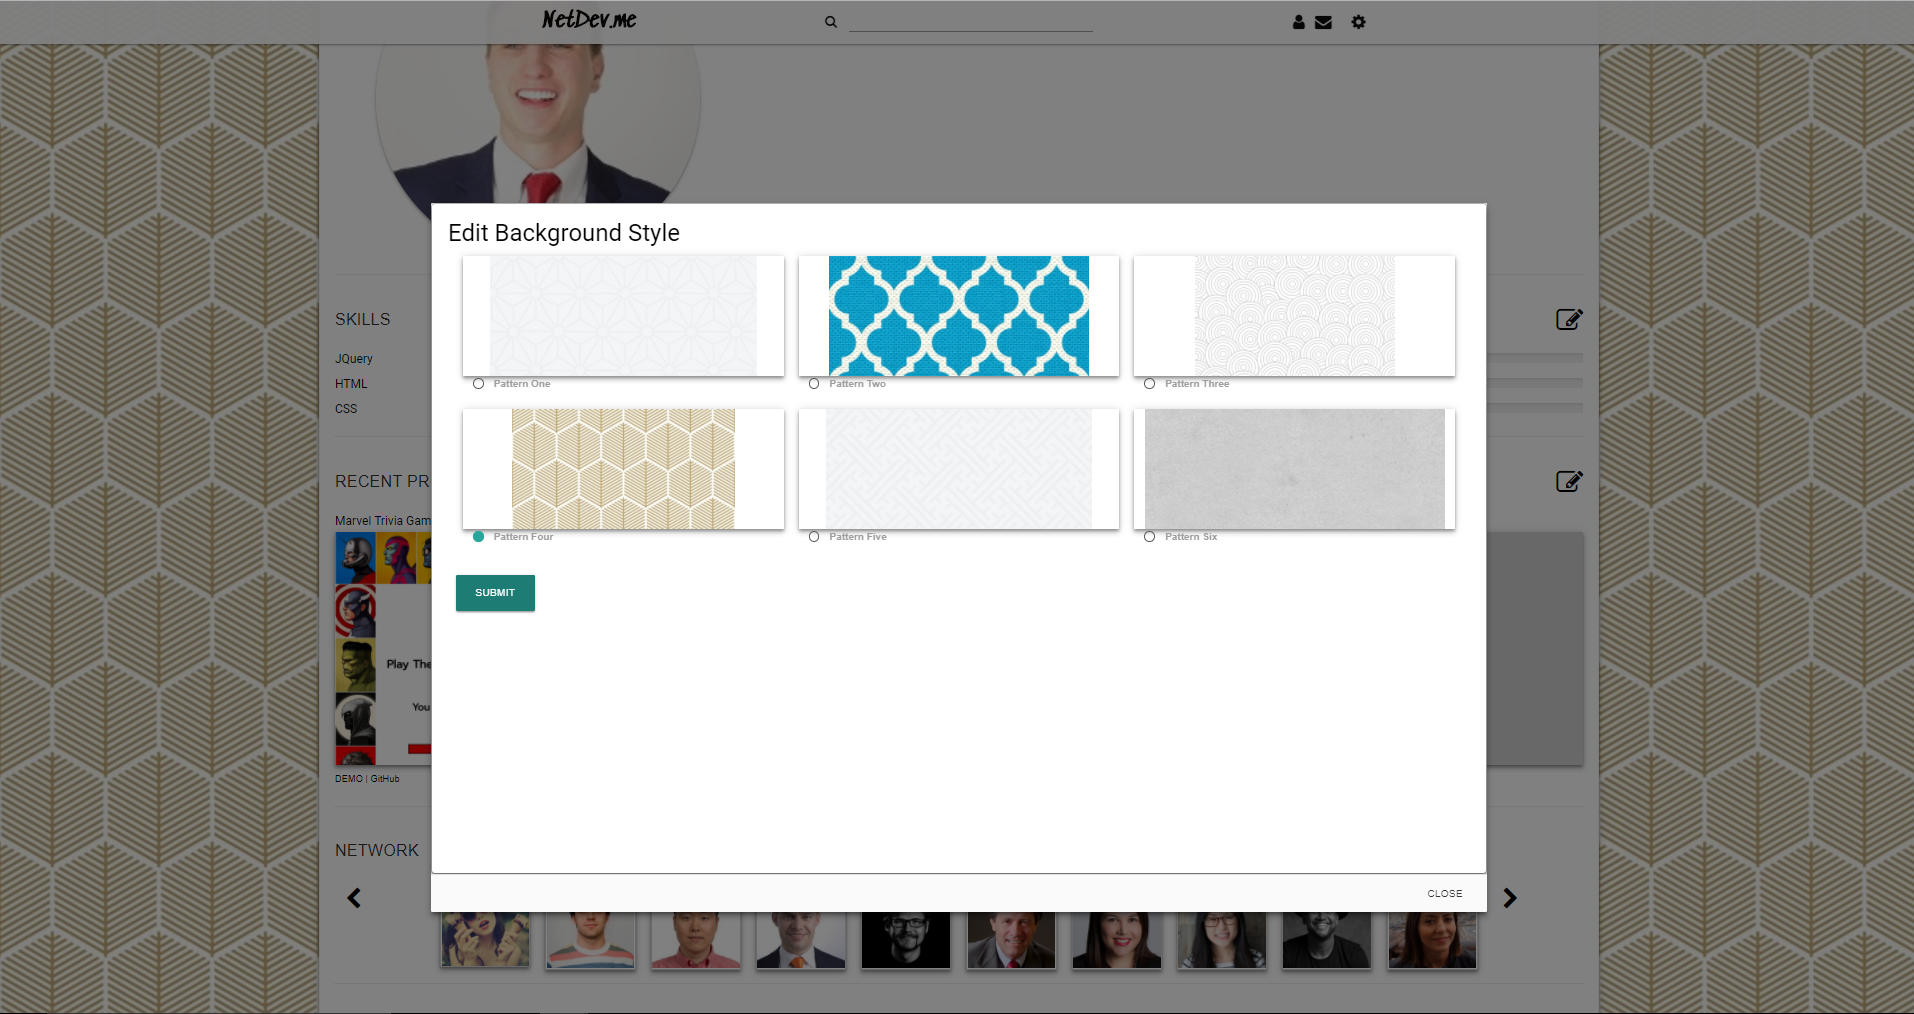 NetDev.me
Edit Background Style
Pattern One
Pattern Two
Pattern Three
Pattern Four
Pattern Five
Pattern Six
SUBMIT
CLOSE
SKILLS
JQuery
HTML
CSS
RECENT PR
Marvel Trivia Gam
Play The
You
DEMO | GitHub
NETWORK